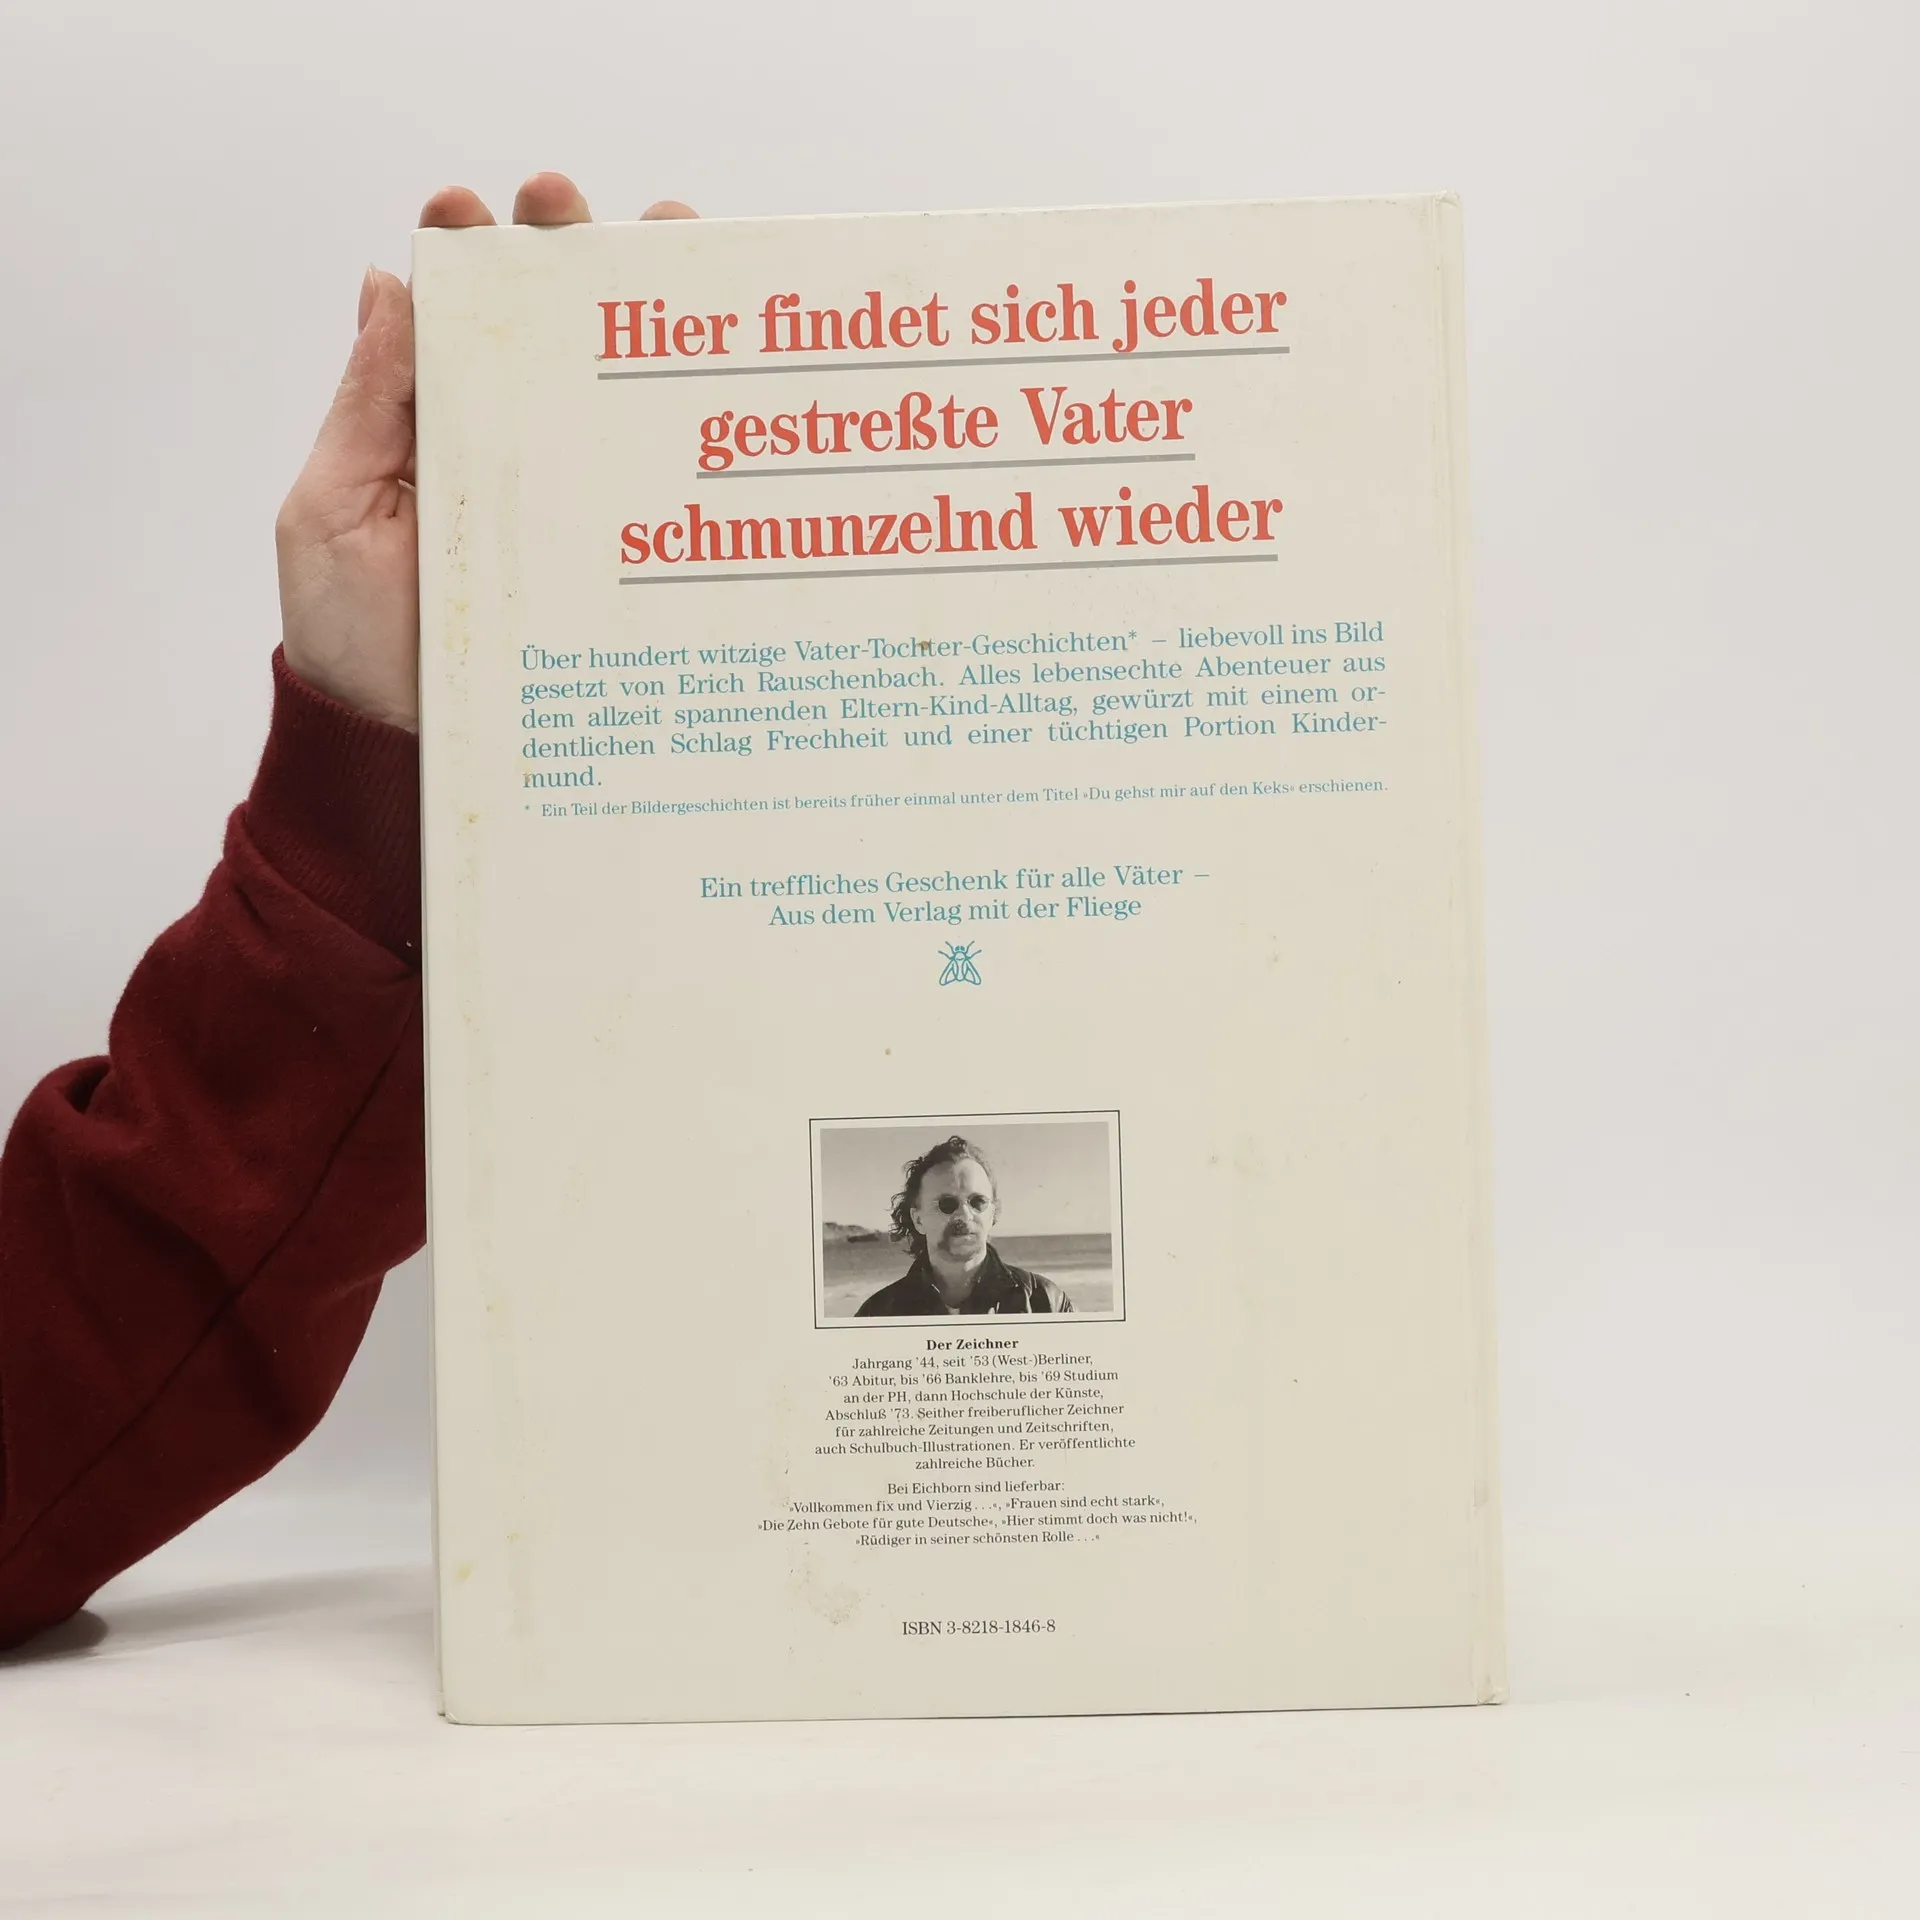 Hier findet sich jeder
gestreßte Vater
schmunzelnd wieder
Über hundert witzige Vater-Tochter-Geschichten* – liebevoll ins Bild
gesetzt von Erich Rauschenbach. Alles lebensechte Abenteuer aus
dem allzeit spannenden Eltern-Kind-Alltag, gewürzt mit einem or-
dentlichen Schlag Frechheit und einer tüchtigen Portion Kinder-
mund.
* Ein Teil der Bildergeschichten ist bereits früher einmal unter dem Titel »Du gehst mir auf den Keks« erschienen.
Ein treffliches Geschenk für alle Väter –
Aus dem Verlag mit der Fliege
Der Zeichner
Jahrgang '44, seit '53 (West-)Berliner,
'63 Abitur, bis '66 Banklehre, bis '69 Studium
an der PH, dann Hochschule der Künste,
Abschluß '73. Seither freiberuflicher Zeichner
für zahlreiche Zeitungen und Zeitschriften,
auch Schulbuch-Illustrationen. Er veröffentlichte
zahlreiche Bücher.
Bei Eichborn sind lieferbar:
»Vollkommen fix und Vierzig . . .«, »Frauen sind echt stark«,
»Die Zehn Gebote für gute Deutsche«, »Hier stimmt doch was nicht!«,
»Rüdiger in seiner schönsten Rolle . . .«
ISBN 3-8218-1846-8